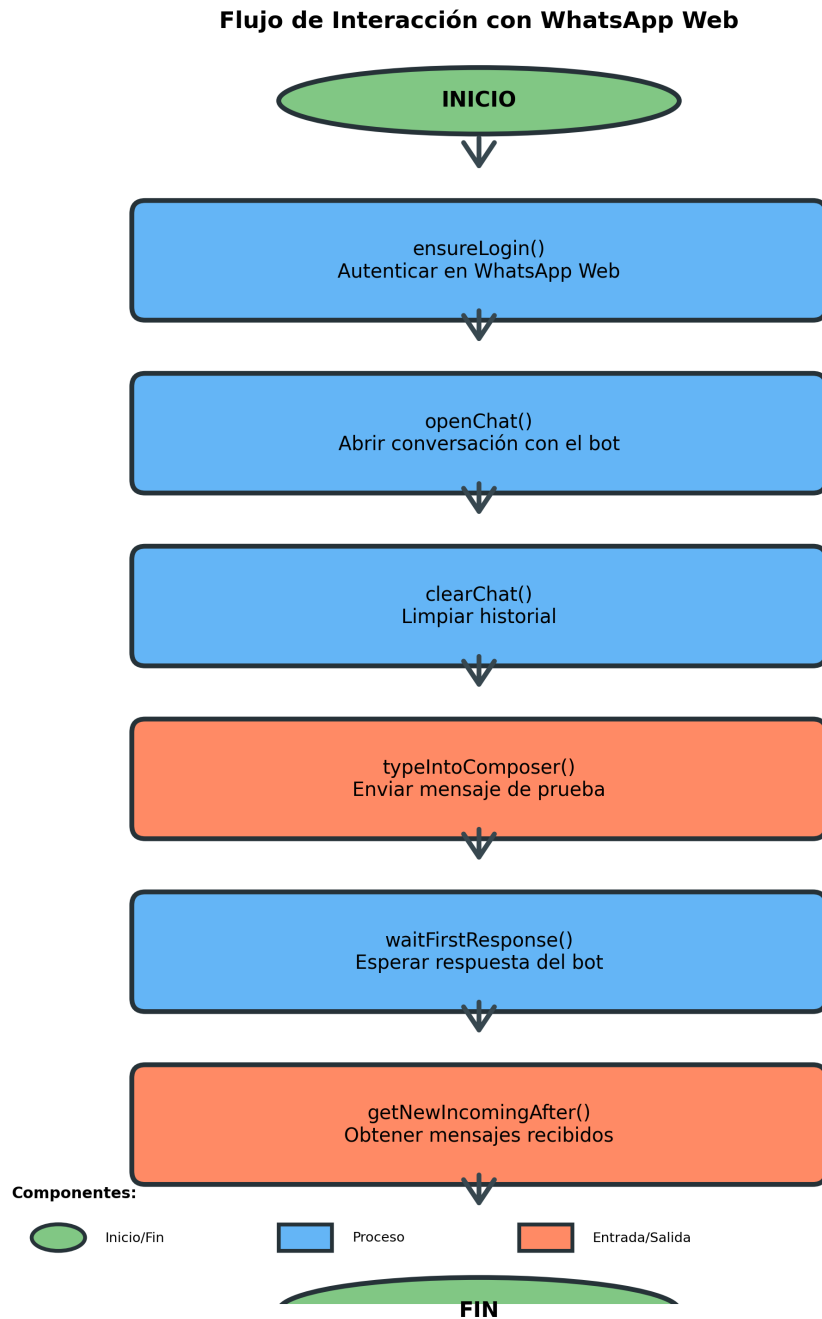 Flujo de Interacción con WhatsApp Web
INICIO
ensureLogin()
Autenticar en WhatsApp Web
openChat()
Abrir conversación con el bot
clearChat()
Limpiar historial
typeIntoComposer()
Enviar mensaje de prueba
waitFirstResponse()
Esperar respuesta del bot
getNewIncomingAfter()
Obtener mensajes recibidos
Componentes:
Inicio/Fin
Proceso
Entrada/Salida
FIN